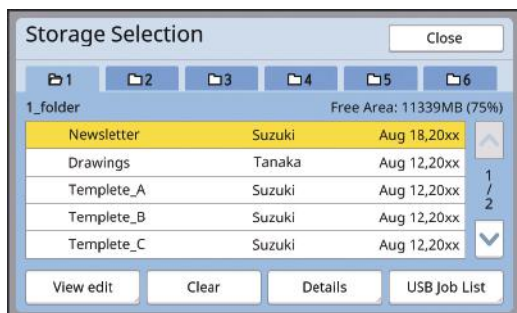 Storage Selection Close
1 2 3 4 5 6
1_folder Free Area: 11339MB (75%)
Newsletter Suzuki Aug 18,20xx
Drawings Tanaka Aug 12,20xx
Templete_A Suzuki Aug 12,20xx
Templete_B Suzuki Aug 12,20xx
Templete_C Suzuki Aug 12,20xx
1
/
2
View edit Clear Details USB Job List